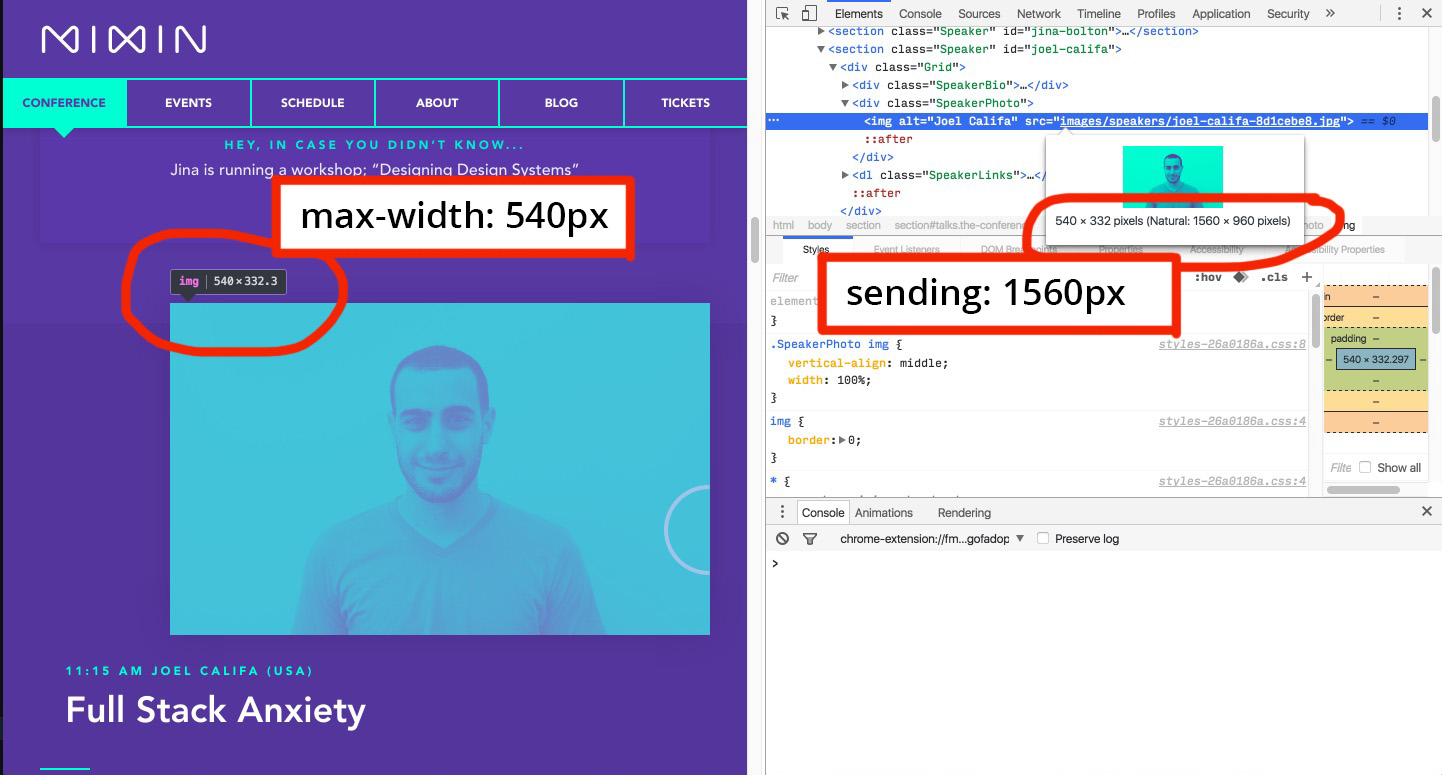 MIXIN
CONFERENCE
EVENTS
SCHEDULE
ABOUT
BLOG
TICKETS
HEY, IN CASE YOU DIDN’T KNOW...
Jina is running a workshop; “Designing Design Systems”
max-width: 540px
img | 540×332.3
11:15 AM JOEL CALIFA (USA)
Full Stack Anxiety
Elements Console Sources Network Timeline Profiles Application Security »
▶<section class="Speaker" id="jina-bolton">…</section>
▼<section class="Speaker" id="joel-califa">
▼<div class="Grid">
▶<div class="SpeakerBio">…</div>
▼<div class="SpeakerPhoto">
… <img alt="Joel Califa" src="images/speakers/joel-califa-8d1cebe8.jpg"> == $0
::after
</div>
▶<dl class="SpeakerLinks">…</
::after
</div>
540 × 332 pixels (Natural: 1560 × 960 pixels)
html body section section#talks.the-conferen
Styles Event Listeners DOM Breakpoints Properties Accessibility Accessibility Properties
Filter :hov .cls +
sending: 1560px
element
}
.SpeakerPhoto img { styles-26a0186a.css:8
vertical-align: middle;
width: 100%;
}
img { styles-26a0186a.css:4
border:▶0;
}
* { styles-26a0186a.css:4
padding –
– 540 × 332.297 –
–
–
–
Filte Show all
Console Animations Rendering
chrome-extension://fm…gofadop ▼ Preserve log
>